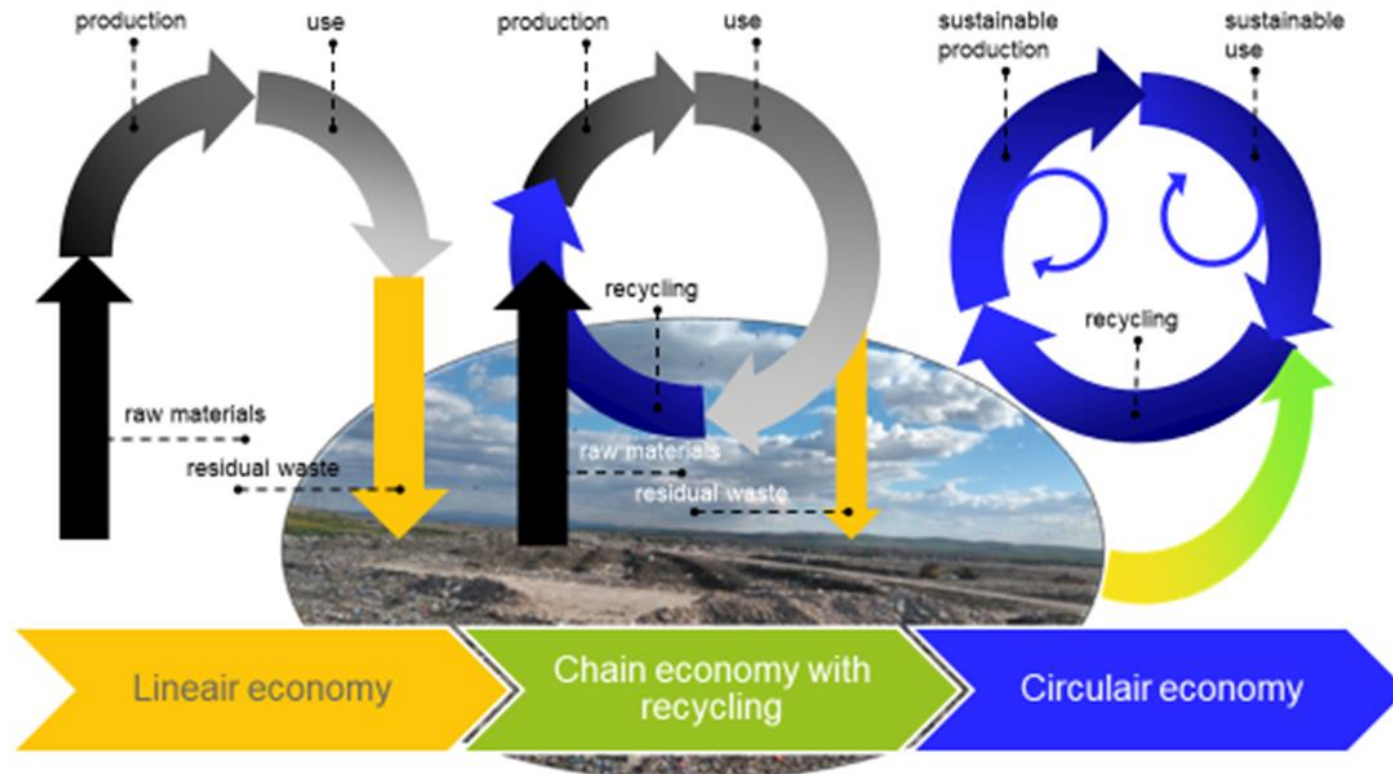 production
use
production
use
sustainable
production
sustainable
use
recycling
recycling
raw materials
residual waste
raw materials
residual waste
Lineair economy
Chain economy with
recycling
Circulair economy